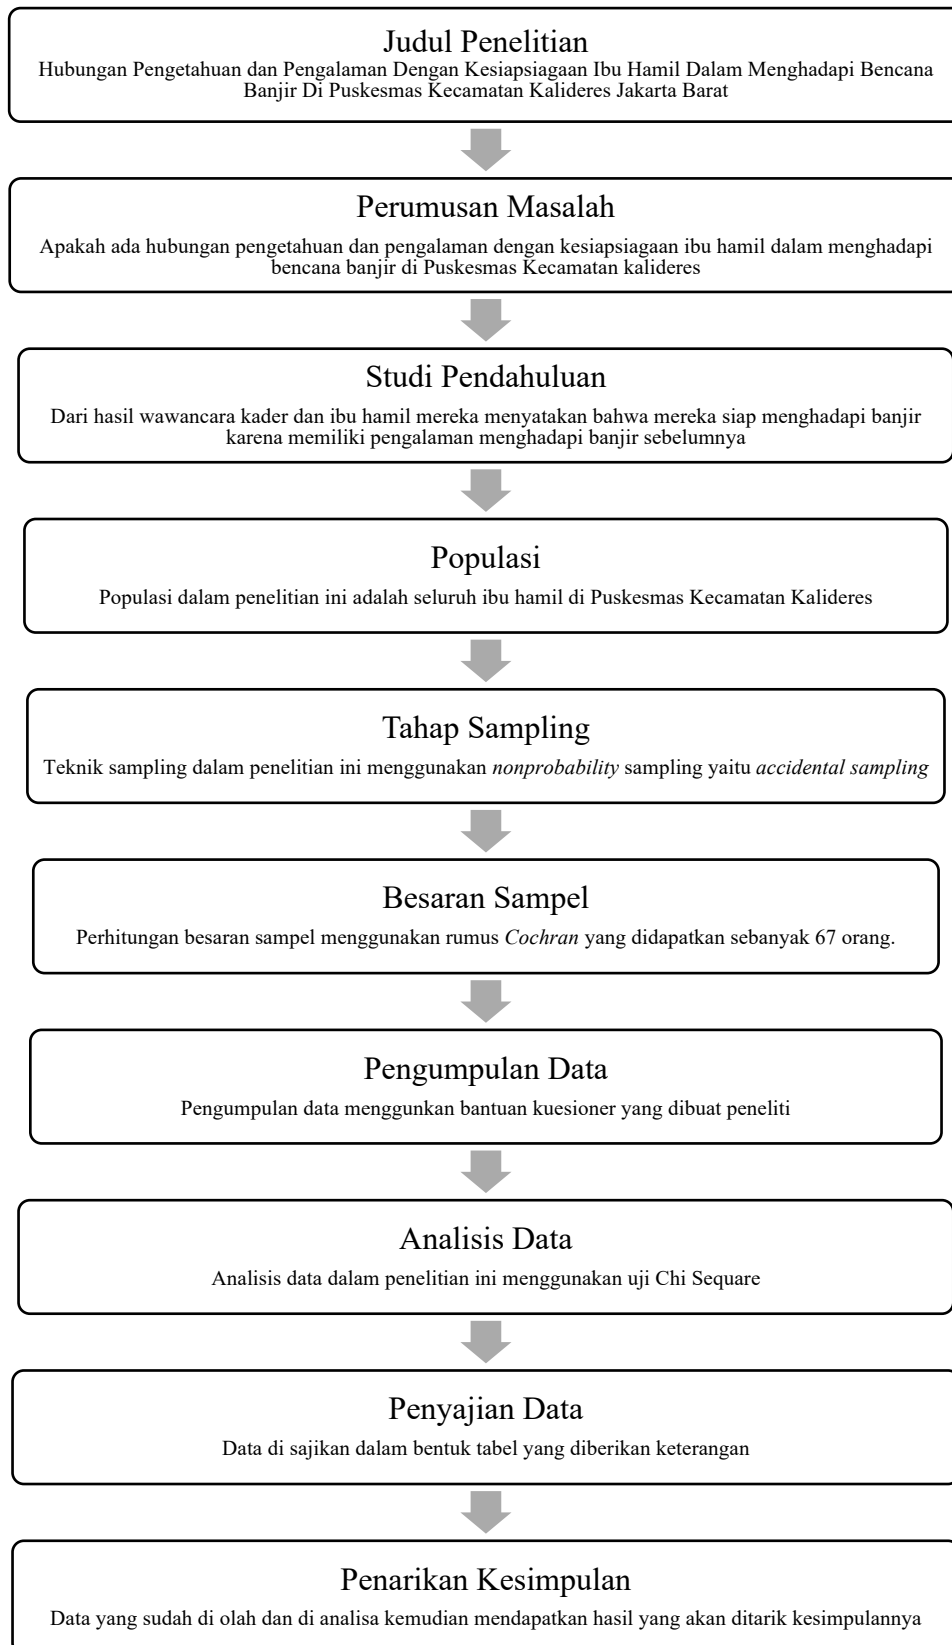 Judul Penelitian
Hubungan Pengetahuan dan Pengalaman Dengan Kesiapsiagaan Ibu Hamil Dalam Menghadapi Bencana
Banjir Di Puskesmas Kecamatan Kalideres Jakarta Barat
Perumusan Masalah
Apakah ada hubungan pengetahuan dan pengalaman dengan kesiapsiagaan ibu hamil dalam menghadapi
bencana banjir di Puskesmas Kecamatan kalideres
Studi Pendahuluan
Dari hasil wawancara kader dan ibu hamil mereka menyatakan bahwa mereka siap menghadapi banjir
karena memiliki pengalaman menghadapi banjir sebelumnya
Populasi
Populasi dalam penelitian ini adalah seluruh ibu hamil di Puskesmas Kecamatan Kalideres
Tahap Sampling
Teknik sampling dalam penelitian ini menggunakan nonprobability sampling yaitu accidental sampling
Besaran Sampel
Perhitungan besaran sampel menggunakan rumus Cochran yang didapatkan sebanyak 67 orang.
Pengumpulan Data
Pengumpulan data menggunkan bantuan kuesioner yang dibuat peneliti
Analisis Data
Analisis data dalam penelitian ini menggunakan uji Chi Sequare
Penyajian Data
Data di sajikan dalam bentuk tabel yang diberikan keterangan
Penarikan Kesimpulan
Data yang sudah di olah dan di analisa kemudian mendapatkan hasil yang akan ditarik kesimpulannya